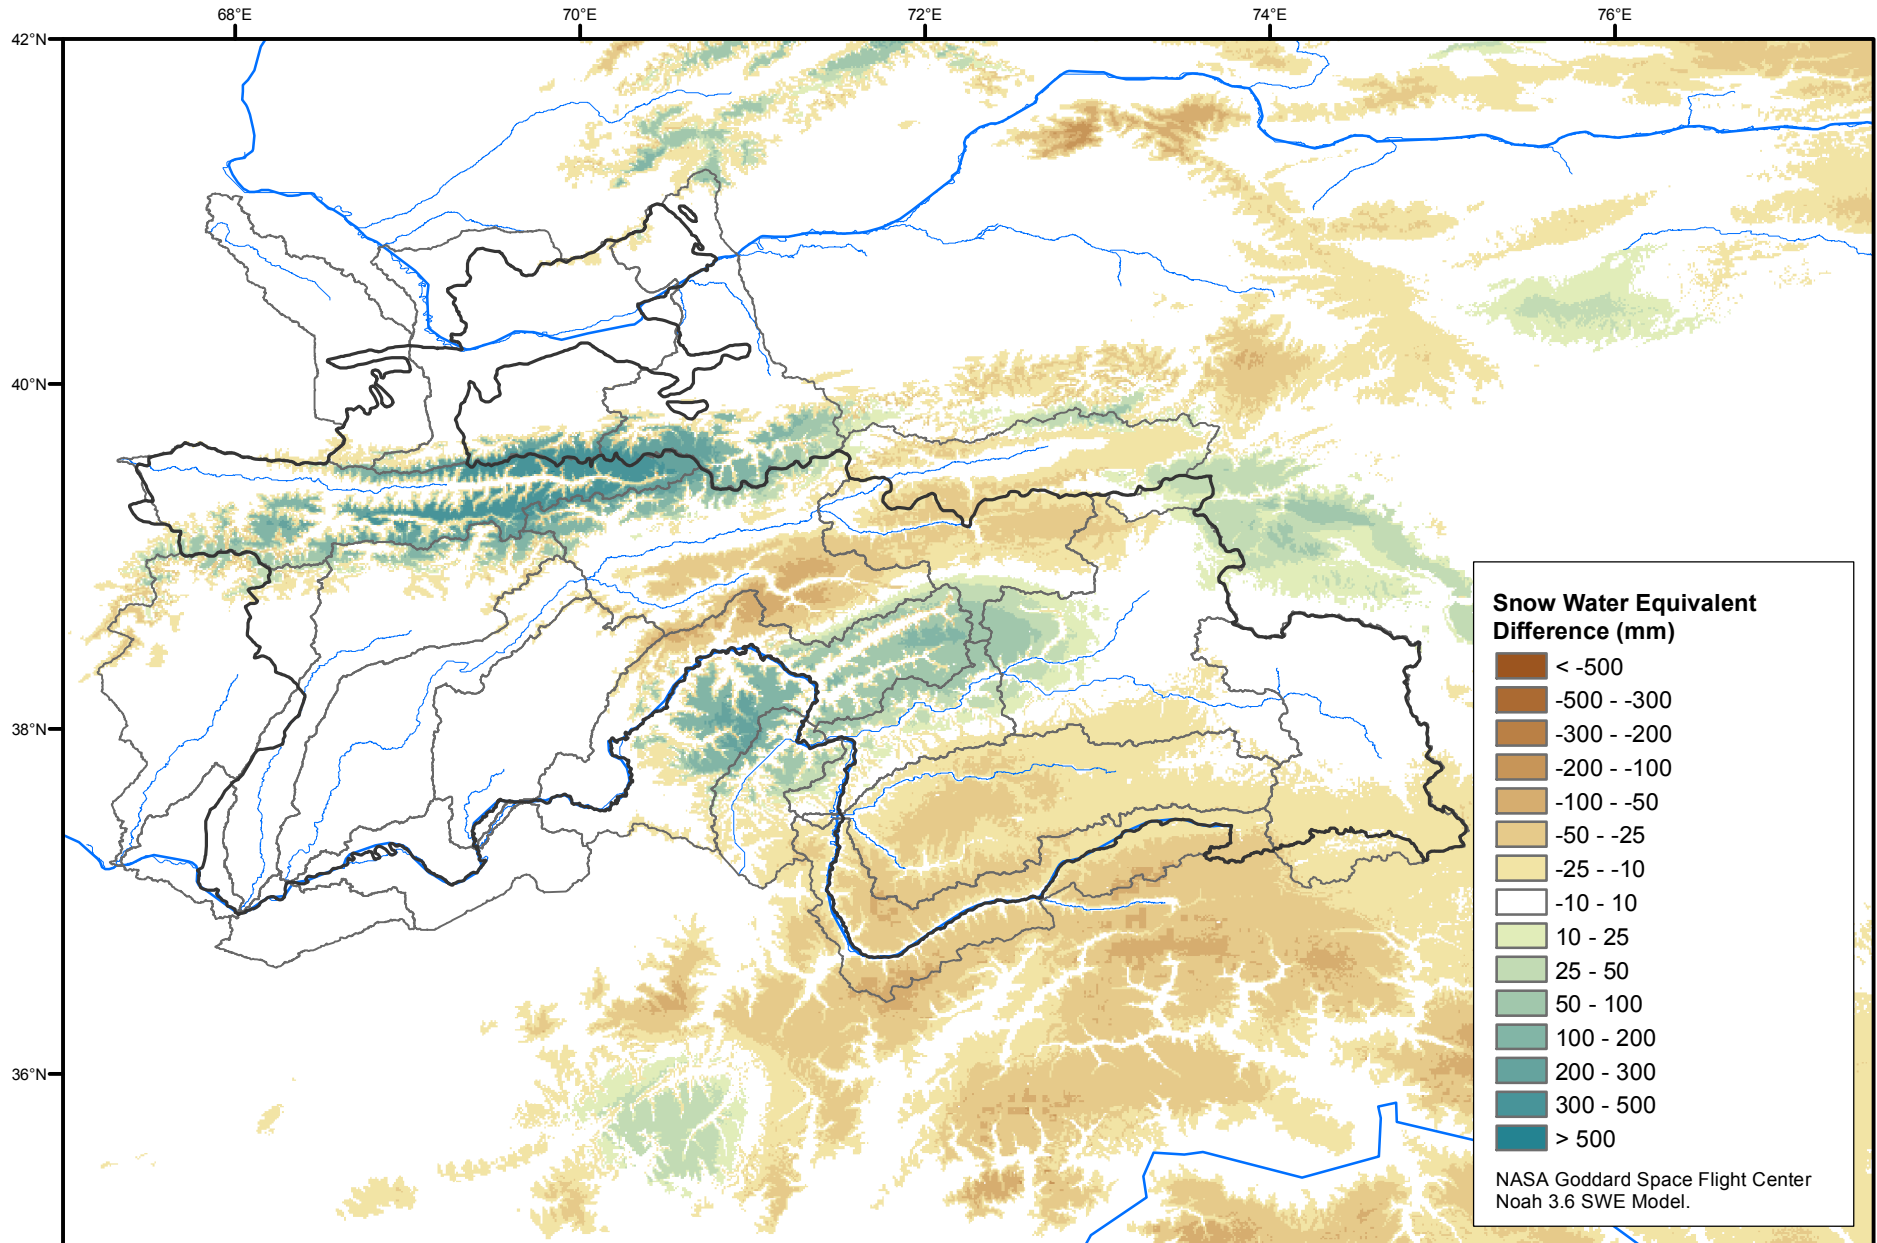 68°E
70°E
72°E
74°E
76°E
42°N
40°N
38°N
36°N
Snow Water Equivalent
Difference (mm)
< -500
-500 - -300
-300 - -200
-200 - -100
-100 - -50
-50 - -25
-25 - -10
-10 - 10
10 - 25
25 - 50
50 - 100
100 - 200
200 - 300
300 - 500
> 500
NASA Goddard Space Flight Center
Noah 3.6 SWE Model.